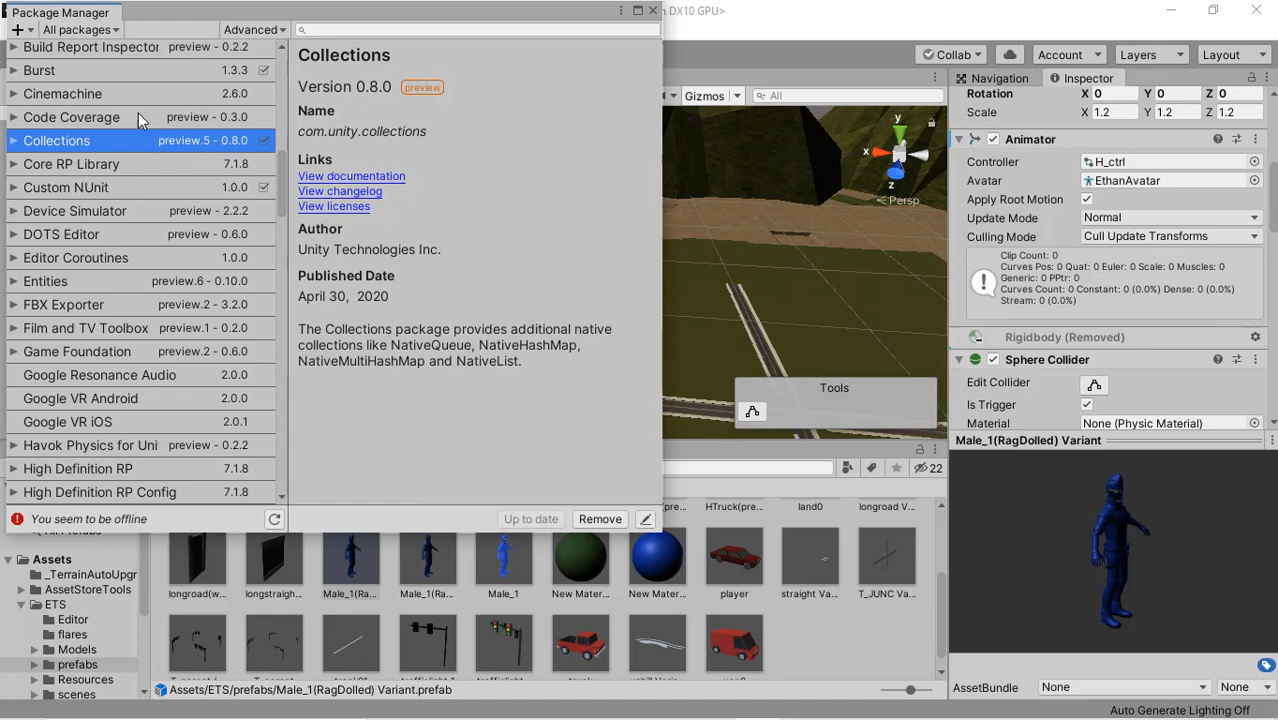 Package Manager
n DX10 GPU>
+ All packages Advanced
Collab Account Layers Layout
Build Report Inspector preview - 0.2.2
Burst 1.3.3
Cinemachine 2.6.0
Code Coverage preview - 0.3.0
Collections preview.5 - 0.8.0
Core RP Library 7.1.8
Custom NUnit 1.0.0
Device Simulator preview - 2.2.2
DOTS Editor preview - 0.6.0
Editor Coroutines 1.0.0
Entities preview.6 - 0.10.0
FBX Exporter preview.2 - 3.2.0
Film and TV Toolbox preview.1 - 0.2.0
Game Foundation preview.2 - 0.6.0
Google Resonance Audio 2.0.0
Google VR Android 2.0.0
Google VR iOS 2.0.1
Havok Physics for Uni preview - 0.2.2
High Definition RP 7.1.8
High Definition RP Config 7.1.8
You seem to be offline
Collections
Version 0.8.0 preview
Name
com.unity.collections
Links
View documentation
View changelog
View licenses
Author
Unity Technologies Inc.
Published Date
April 30, 2020
The Collections package provides additional native
collections like NativeQueue, NativeHashMap,
NativeMultiHashMap and NativeList.
Up to date Remove
Gizmos All
y
x
z
Persp
Tools
Navigation Inspector
Rotation X 0 Y 0 Z 0
Scale X 1.2 Y 1.2 Z 1.2
Animator
Controller H_ctrl
Avatar EthanAvatar
Apply Root Motion
Update Mode Normal
Culling Mode Cull Update Transforms
Clip Count: 0
Curves Pos: 0 Quat: 0 Euler: 0 Scale: 0 Muscles: 0
Generic: 0 PPtr: 0
Curves Count: 0 Constant: 0 (0.0%) Dense: 0 (0.0%)
Stream: 0 (0.0%)
Rigidbody (Removed)
Sphere Collider
Edit Collider
Is Trigger
Material None (Physic Material)
Male_1(RagDolled) Variant
AssetBundle None None
Auto Generate Lighting Off
22
Assets
_TerrainAutoUpgr
AssetStoreTools
ETS
Editor
flares
Models
prefabs
Resources
scenes
HTruck(pre... land0 longroad V...
longroad(w... longstraigh... Male_1(Ra... Male_1(Ra... Male_1 New Mater... New Mater... player straight Va... T_JUNC Va...
Assets/ETS/prefabs/Male_1(RagDolled) Variant.prefab